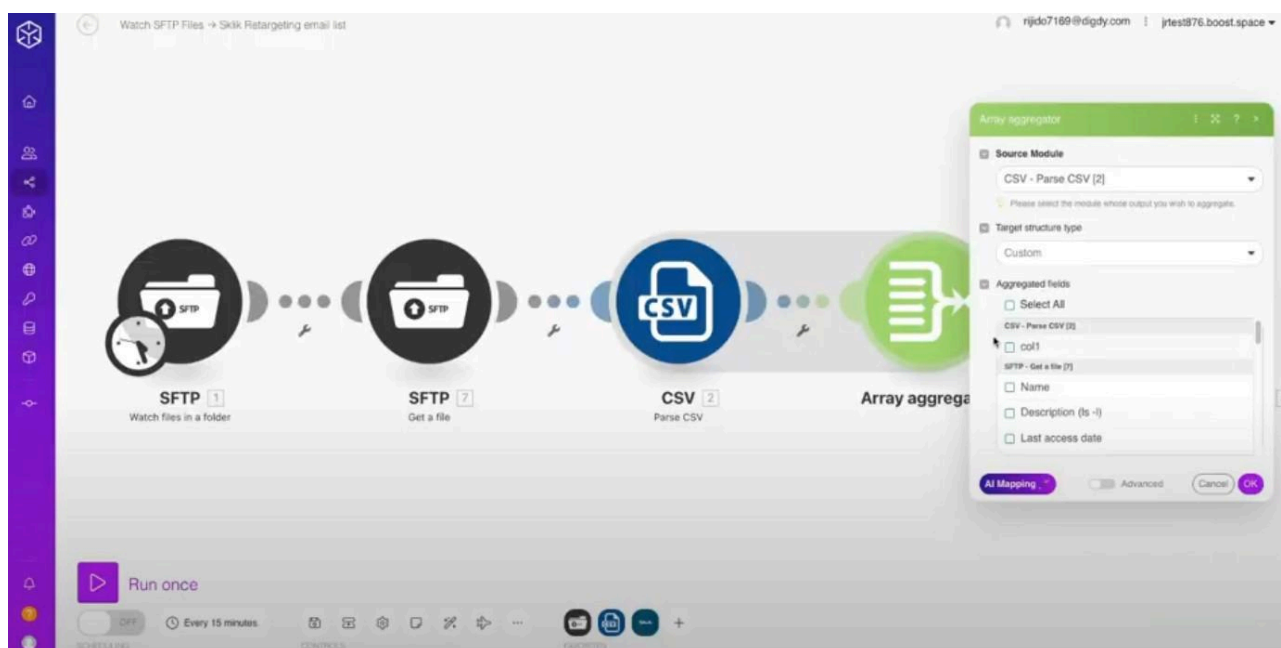 Watch SFTP Files → Sklik Retargeting email list
rijido7169@digdy.com
jrtest876.boost.space
Array aggregator
Source Module
CSV - Parse CSV [2]
Please select the module whose output you wish to aggregate.
Target structure type
Custom
Aggregated fields
Select All
CSV - Parse CSV [2]
col1
SFTP - Get a file [7]
Name
Description (ls -l)
Last access date
AI Mapping
Advanced
Cancel
OK
SFTP
SFTP
CSV
SFTP 1
Watch files in a folder
SFTP 7
Get a file
CSV 2
Parse CSV
Array aggrega
Run once
OFF
Every 15 minutes
SCHEDULING
CONTROLS
FAVORITES